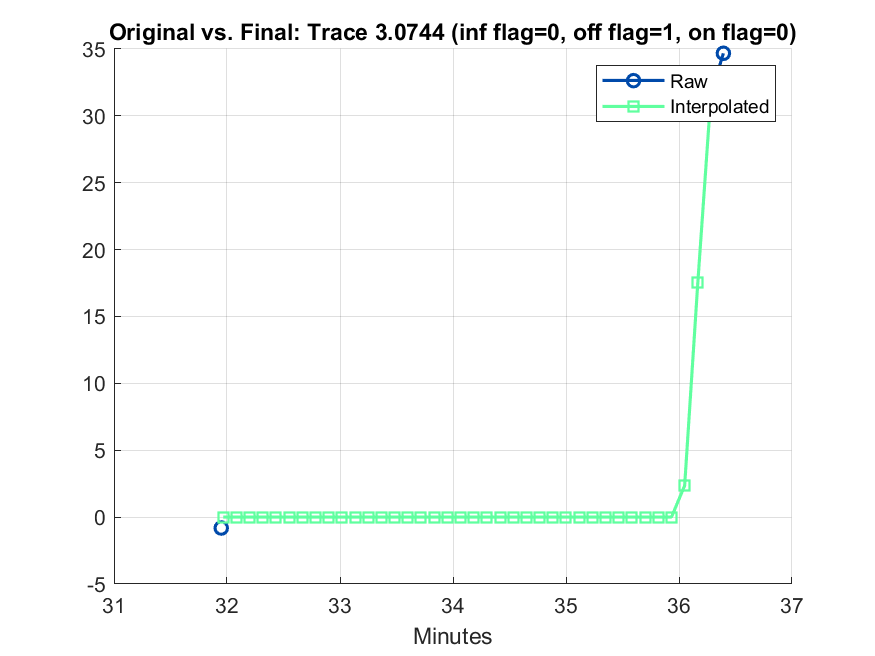 Original vs. Final: Trace 3.0744 (inf flag=0, off flag=1, on flag=0)
35
30
25
20
15
10
5
0
-5
Raw
Interpolated
31 32 33 34 35 36 37
Minutes